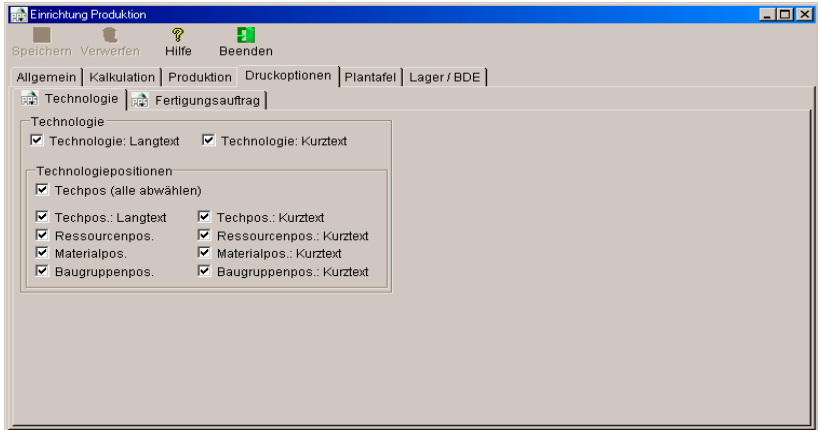 Einrichtung Produktion
Speichern Verwerfen Hilfe Beenden
Allgemein Kalkulation Produktion Druckoptionen Plantafel Lager / BDE
Technologie Fertigungsauftrag
Technologie
Technologie: Langtext Technologie: Kurztext
Technologiepositionen
Techpos (alle abwählen)
Techpos.: Langtext Techpos.: Kurztext
Ressourcenpos. Ressourcenpos.: Kurztext
Materialpos. Materialpos.: Kurztext
Baugruppenpos. Baugruppenpos.: Kurztext